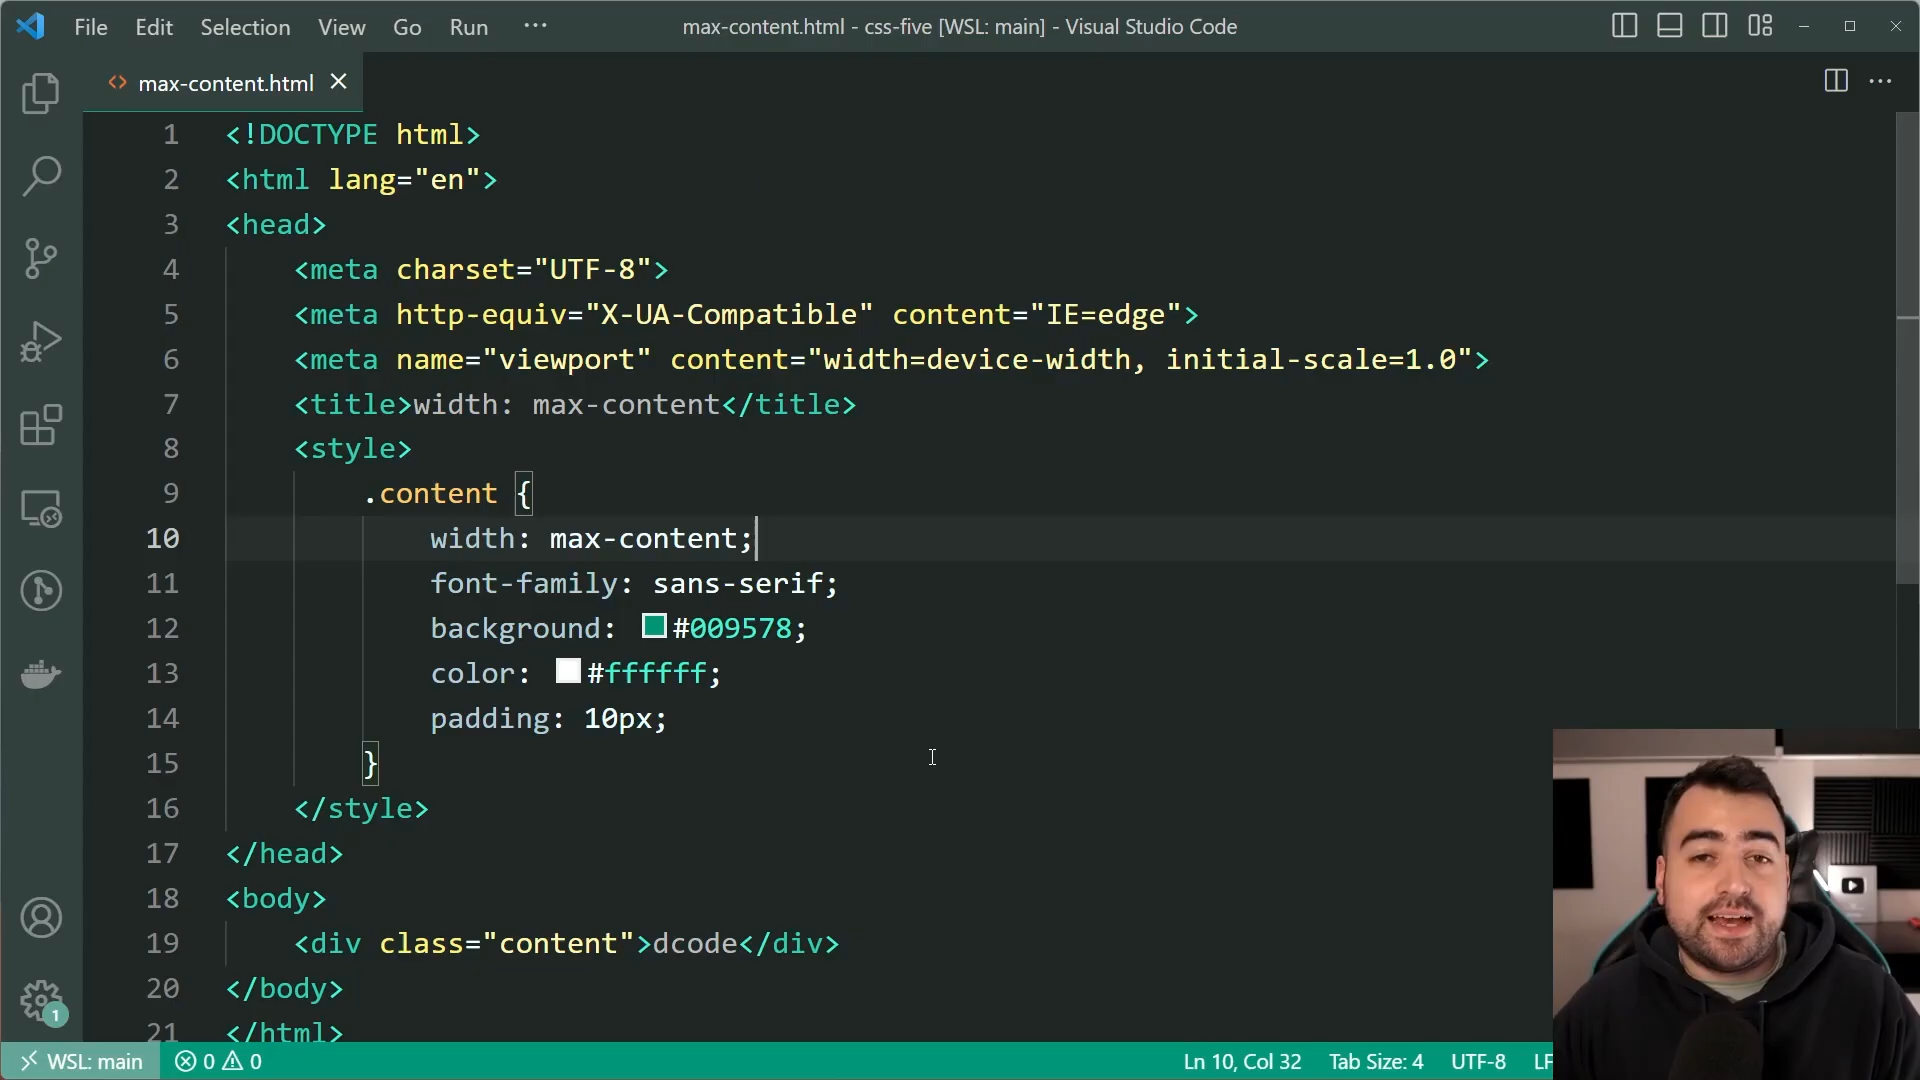 File Edit Selection View Go Run ··· max-content.html - css-five [WSL: main] - Visual Studio Code
<> max-content.html
1 <!DOCTYPE html>
2 <html lang="en">
3 <head>
4 <meta charset="UTF-8">
5 <meta http-equiv="X-UA-Compatible" content="IE=edge">
6 <meta name="viewport" content="width=device-width, initial-scale=1.0">
7 <title>width: max-content</title>
8 <style>
9 .content {
10 width: max-content;
11 font-family: sans-serif;
12 background: #009578;
13 color: #ffffff;
14 padding: 10px;
15 }
16 </style>
17 </head>
18 <body>
19 <div class="content">dcode</div>
20 </body>
21 </html>
1
WSL: main 0 0 Ln 10, Col 32 Tab Size: 4 UTF-8 LF